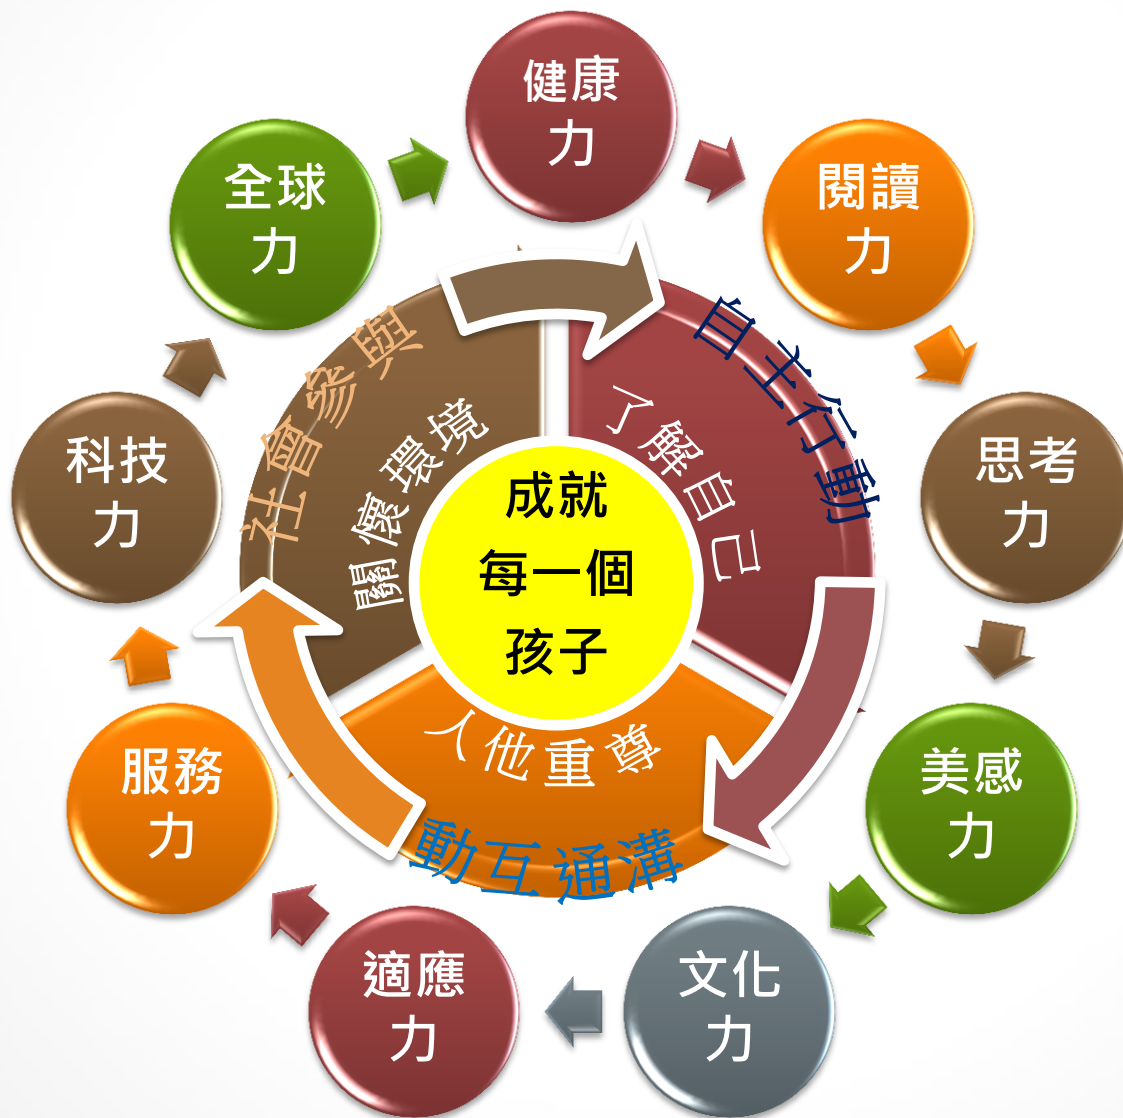 健康
力
閱讀
力
思考
力
美感
力
文化
力
適應
力
服務
力
科技
力
全球
力
自主行動
了解自己
溝通互動
尊重他人
社會參與
關懷環境
成就
每一個
孩子